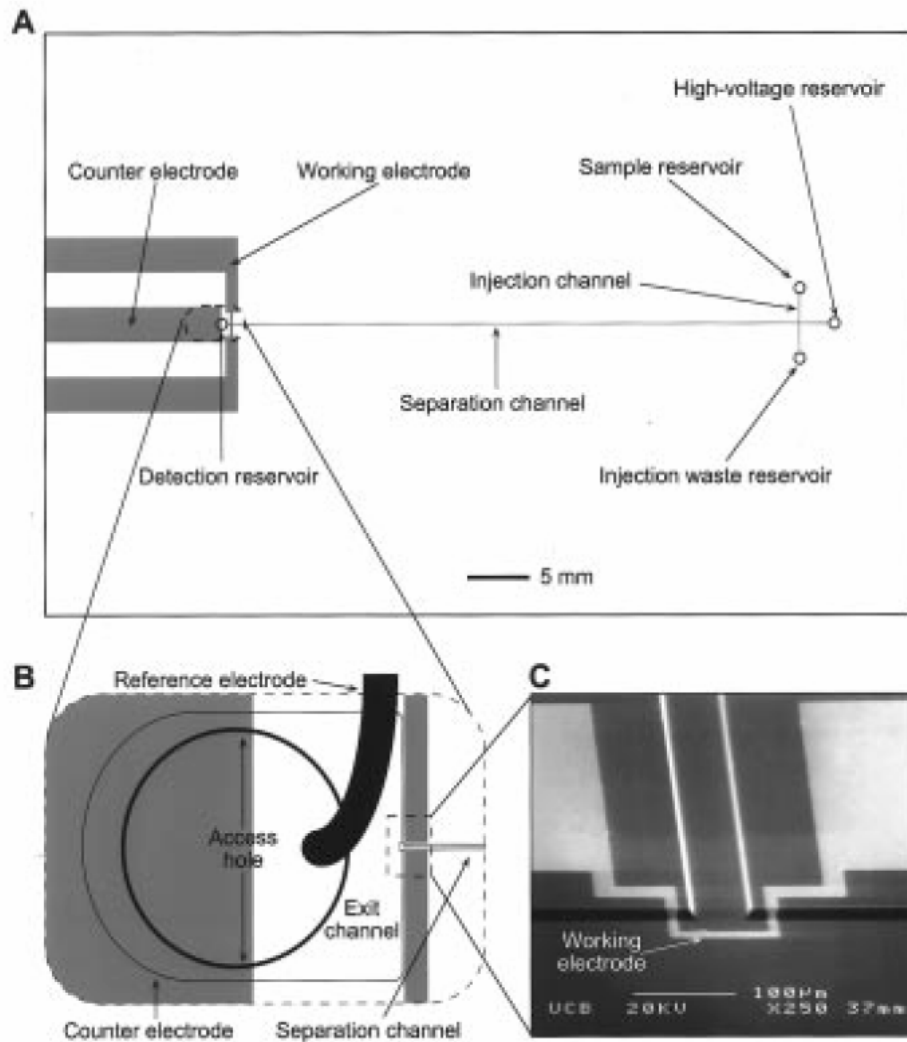 A
High-voltage reservoir
Sample reservoir
Counter electrode
Working electrode
Injection channel
Separation channel
Detection reservoir
Injection waste reservoir
5 mm
B
Reference electrode
C
Access
hole
Exit
channel
Working
electrode
100µm
UCB 20KV X250 37mm
Counter electrode
Separation channel